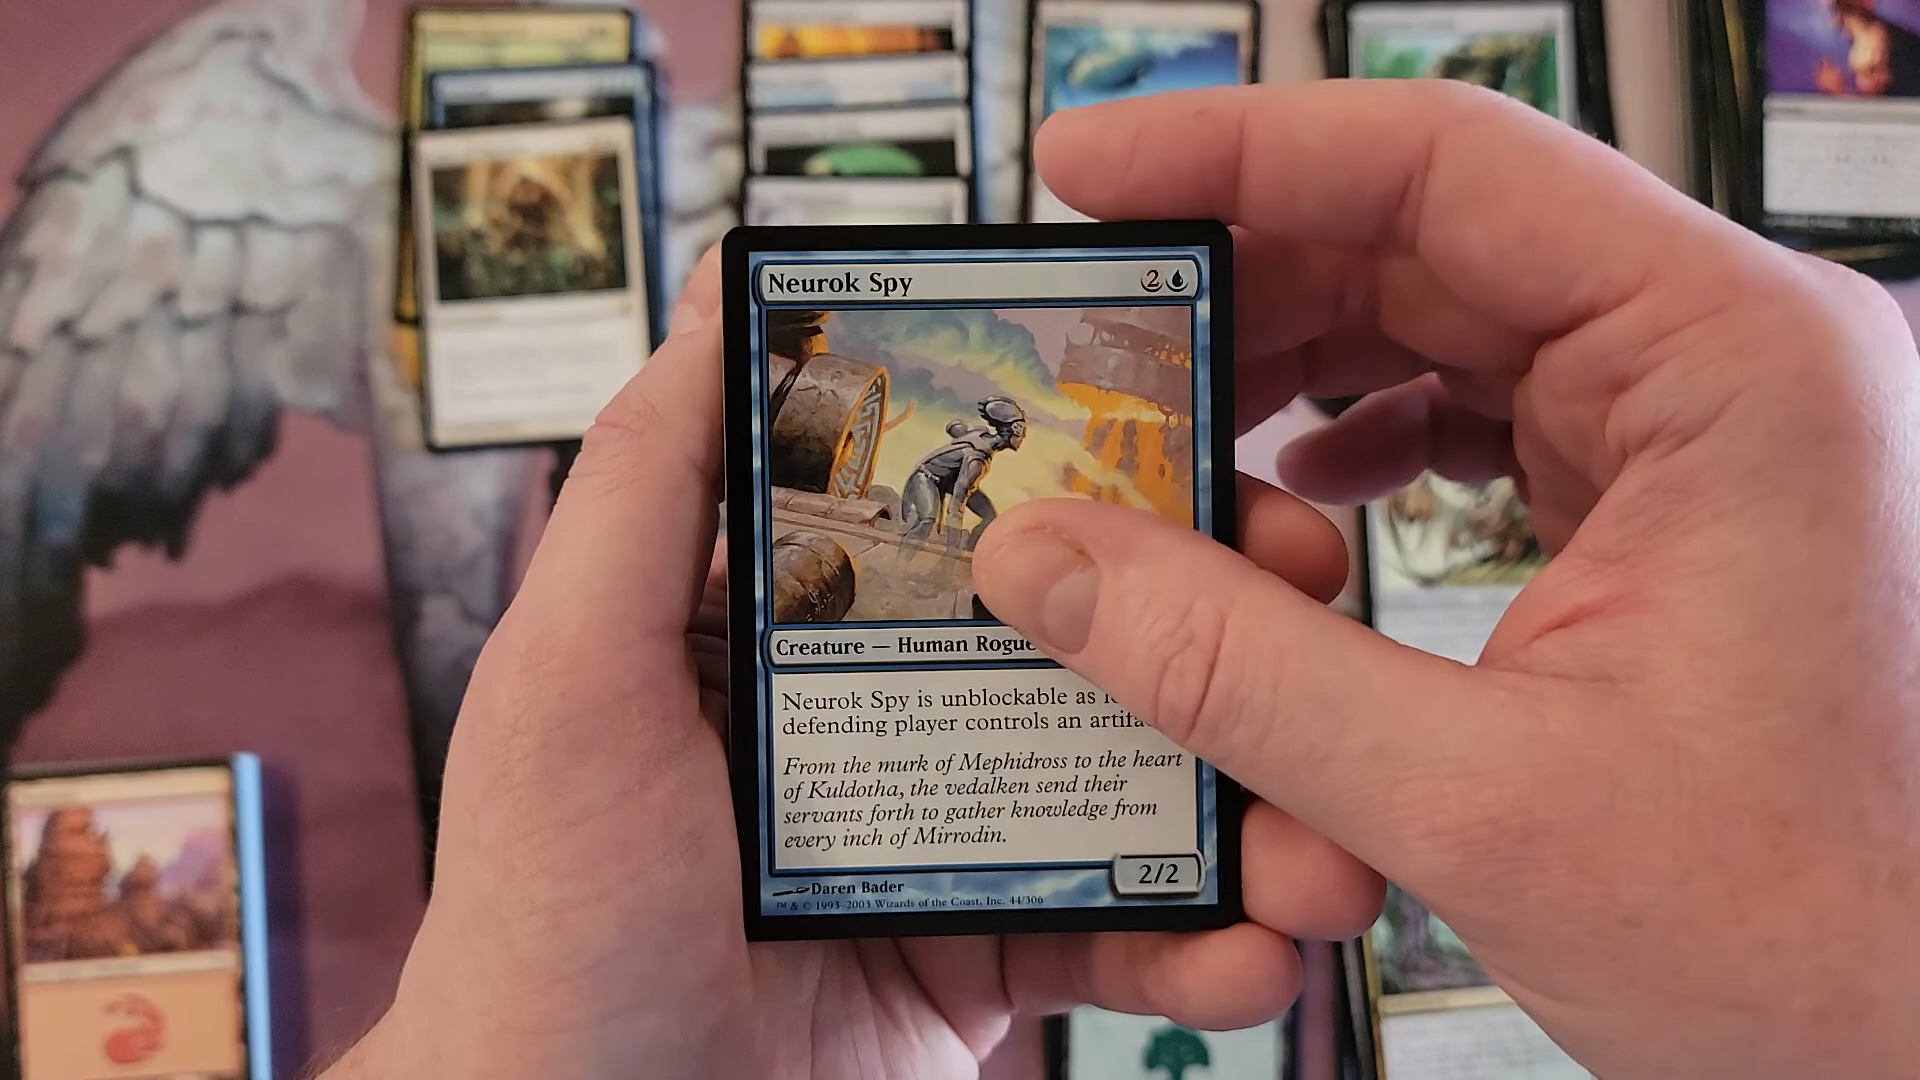 Neurok Spy
2
Creature — Human Rogue
Neurok Spy is unblockable as
defending player controls an
From the murk of Mephidross to the heart
of Kuldotha, the vedalken send their
servants forth to gather knowledge from
every inch of Mirrodin.
2/2
Daren Bader
™ & © 1993–2003 Wizards of the Coast, Inc. 44/306